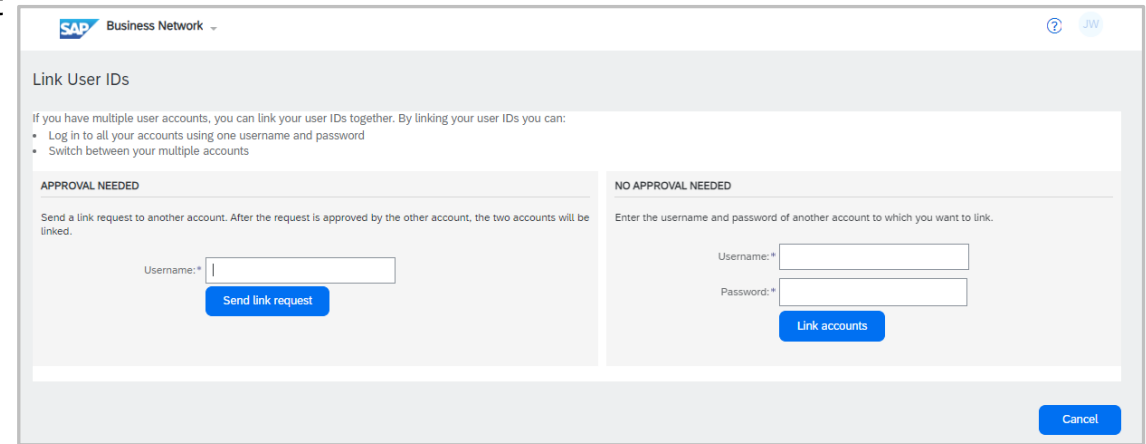 SAP Business Network
? JW
Link User IDs
If you have multiple user accounts, you can link your user IDs together. By linking your user IDs you can:
• Log in to all your accounts using one username and password
• Switch between your multiple accounts
APPROVAL NEEDED
Send a link request to another account. After the request is approved by the other account, the two accounts will be
linked.
Username:*
Send link request
NO APPROVAL NEEDED
Enter the username and password of another account to which you want to link.
Username:*
Password:*
Link accounts
Cancel